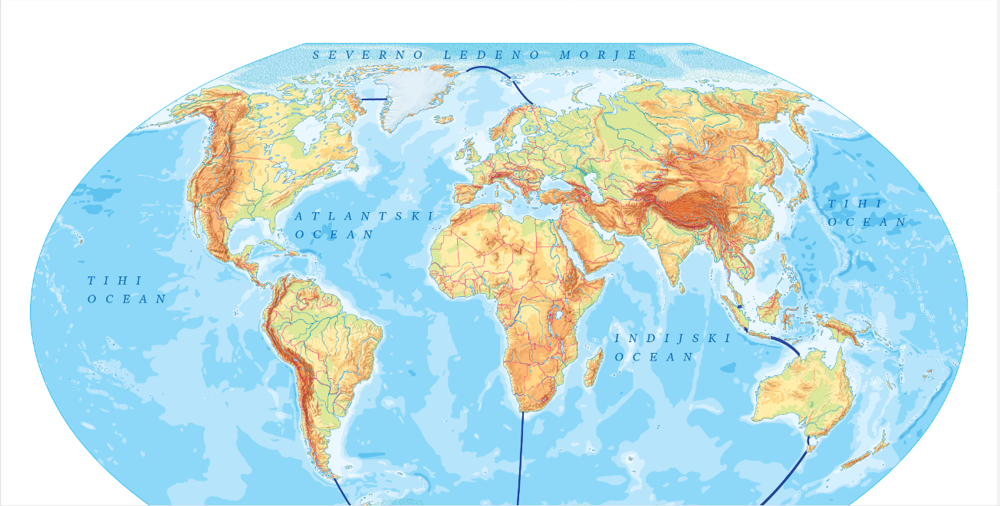 SEVERNO LEDENO MORJE
ATLANTSKI
OCEAN
TIHI
OCEAN
TIHI
OCEAN
INDIJSKI
OCEAN